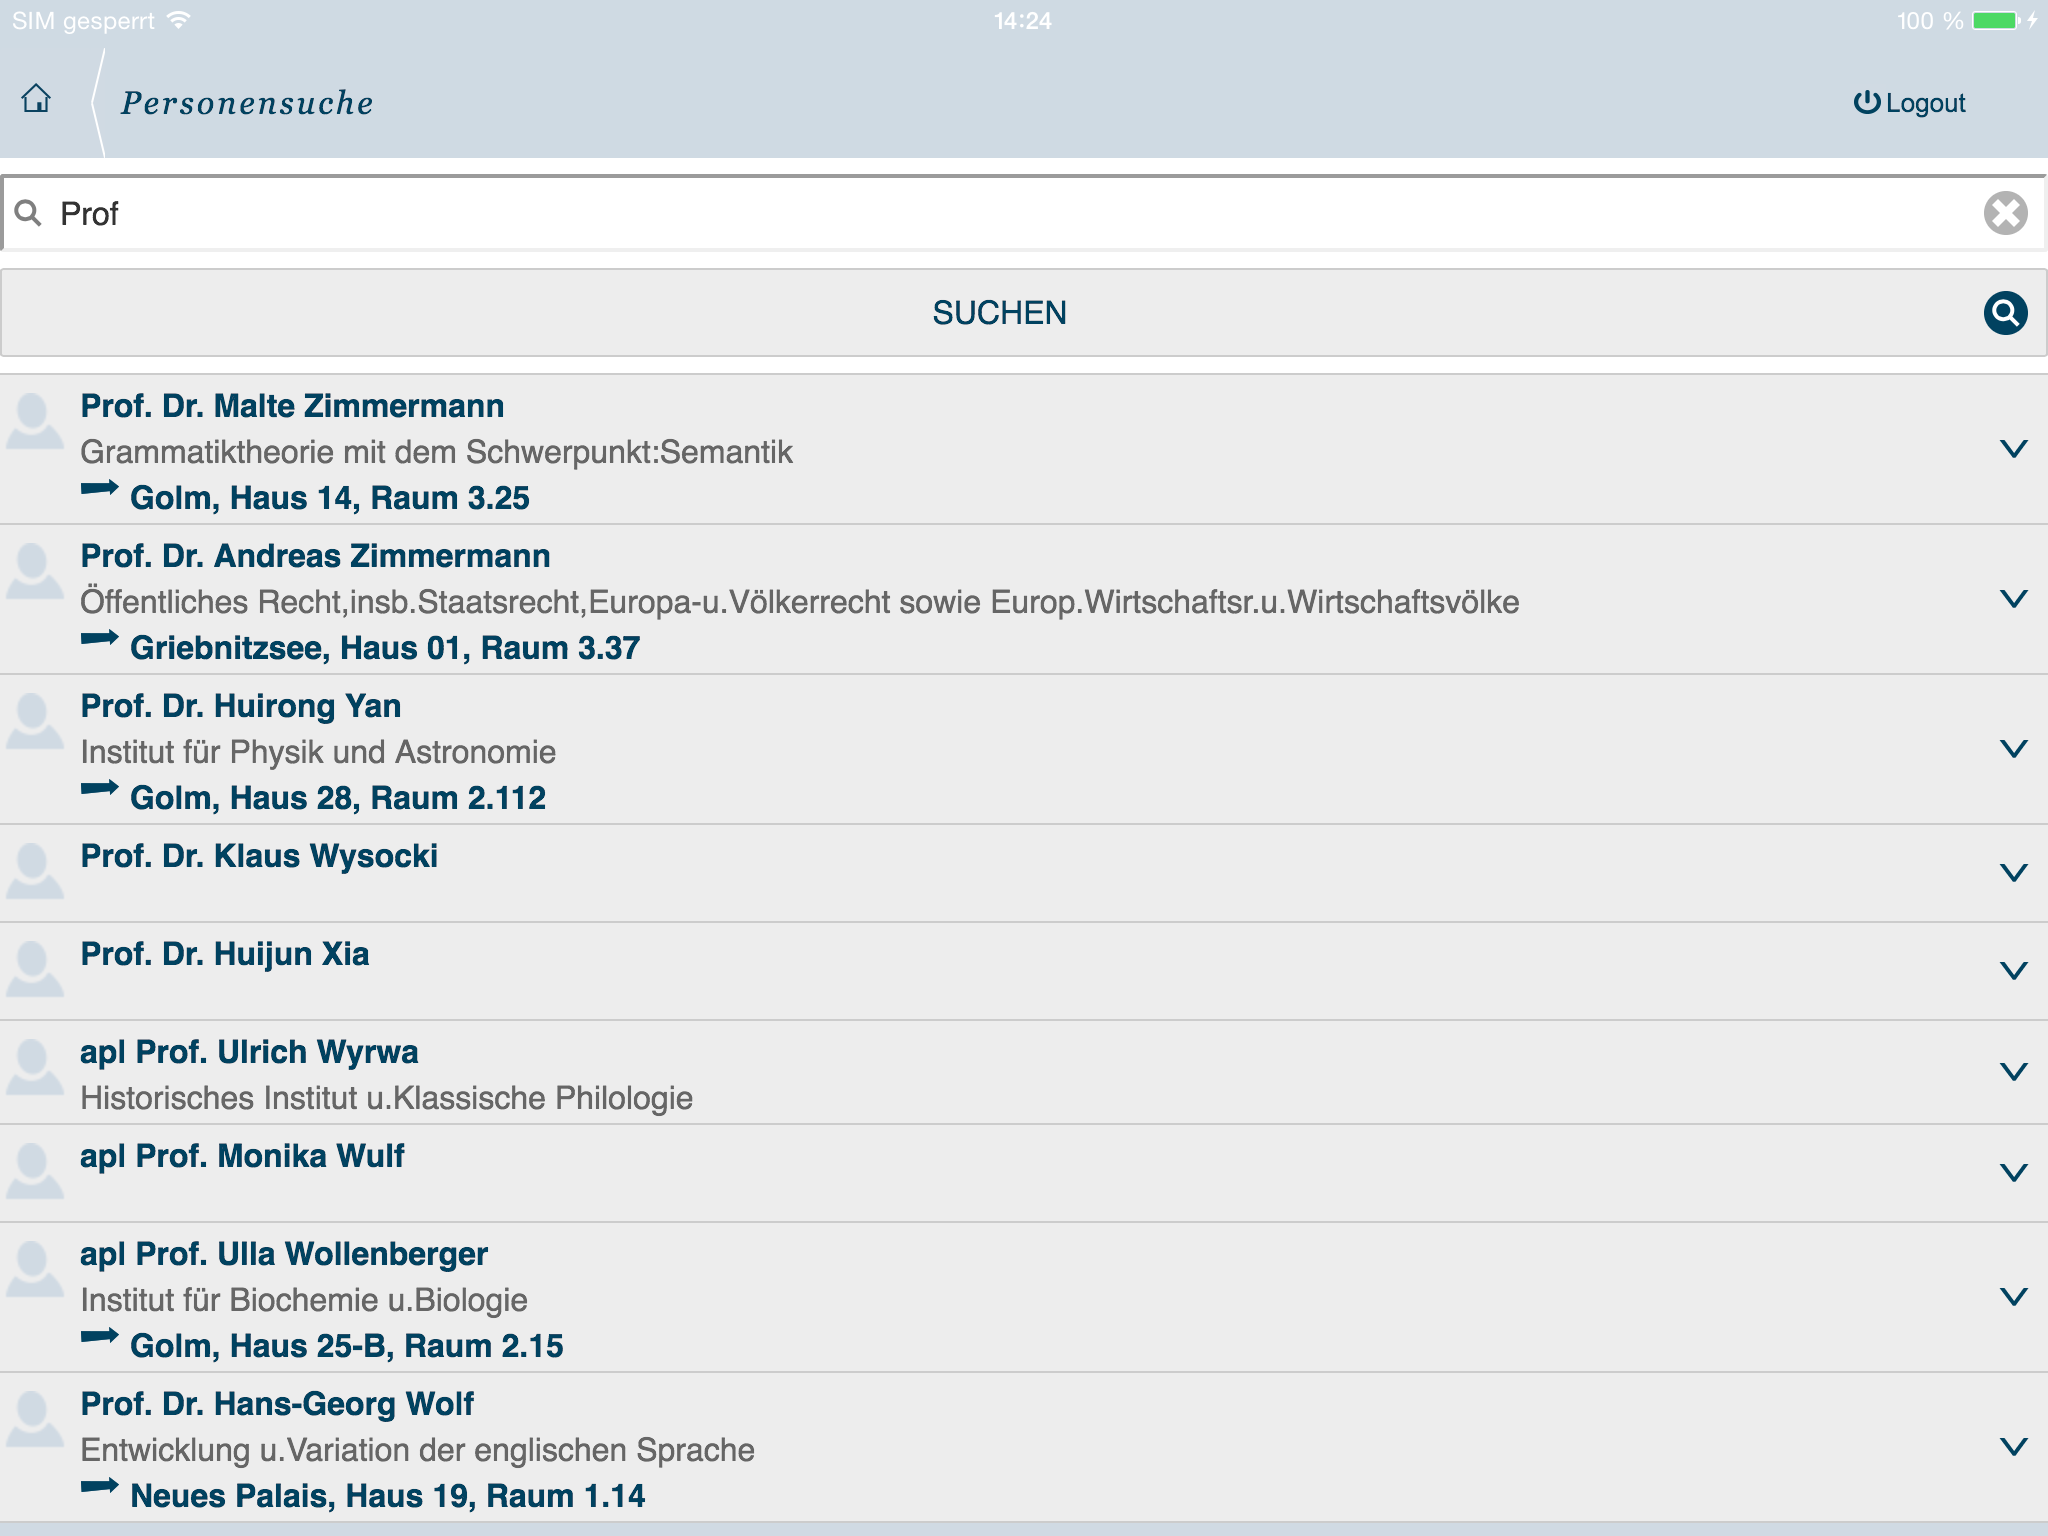 SIM gesperrt
14:24
100 %
Personensuche
Logout
Prof
SUCHEN
Prof. Dr. Malte Zimmermann
Grammatiktheorie mit dem Schwerpunkt:Semantik
Golm, Haus 14, Raum 3.25
Prof. Dr. Andreas Zimmermann
Öffentliches Recht,insb.Staatsrecht,Europa-u.Völkerrecht sowie Europ.Wirtschaftsr.u.Wirtschaftsvölke
Griebnitzsee, Haus 01, Raum 3.37
Prof. Dr. Huirong Yan
Institut für Physik und Astronomie
Golm, Haus 28, Raum 2.112
Prof. Dr. Klaus Wysocki
Prof. Dr. Huijun Xia
apl Prof. Ulrich Wyrwa
Historisches Institut u.Klassische Philologie
apl Prof. Monika Wulf
apl Prof. Ulla Wollenberger
Institut für Biochemie u.Biologie
Golm, Haus 25-B, Raum 2.15
Prof. Dr. Hans-Georg Wolf
Entwicklung u.Variation der englischen Sprache
Neues Palais, Haus 19, Raum 1.14